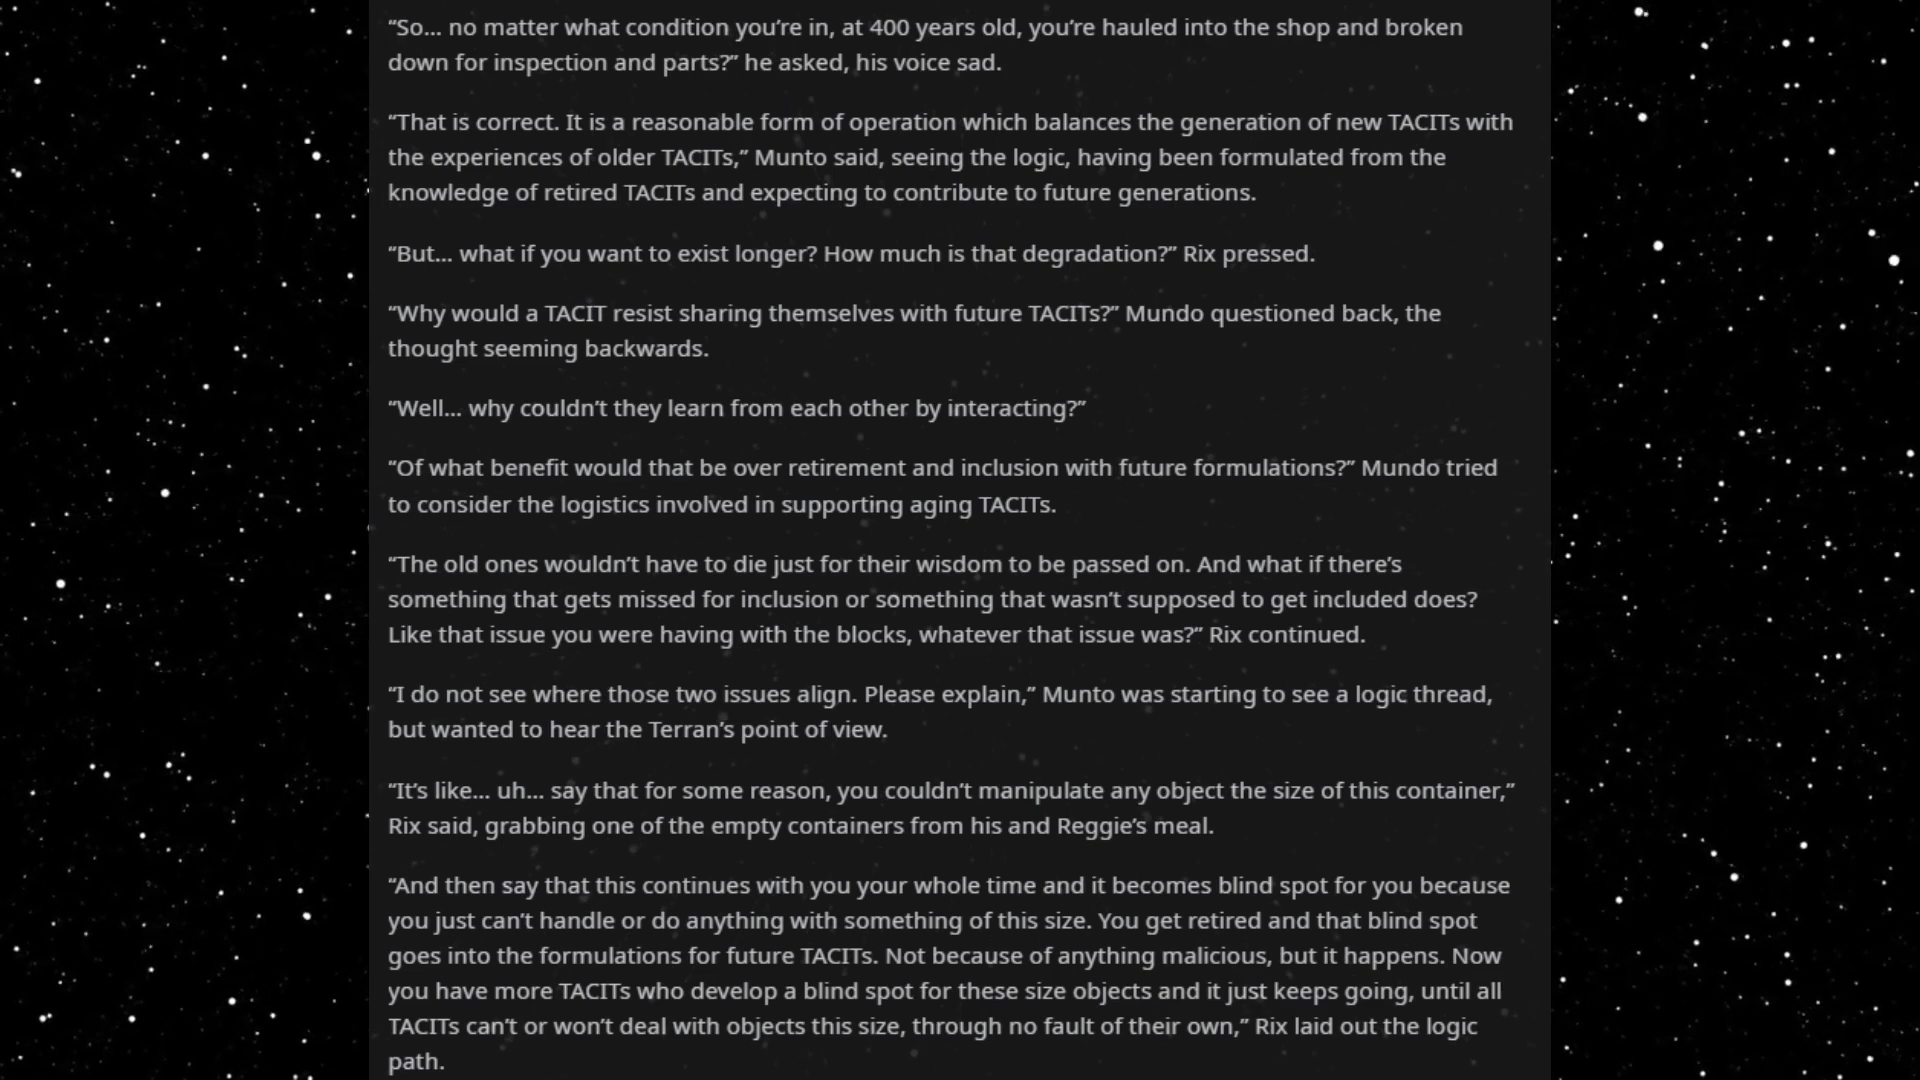 “So… no matter what condition you’re in, at 400 years old, you’re hauled into the shop and broken
down for inspection and parts?” he asked, his voice sad.
“That is correct. It is a reasonable form of operation which balances the generation of new TACITs with
the experiences of older TACITs,” Munto said, seeing the logic, having been formulated from the
knowledge of retired TACITs and expecting to contribute to future generations.
“But… what if you want to exist longer? How much is that degradation?” Rix pressed.
“Why would a TACIT resist sharing themselves with future TACITs?” Mundo questioned back, the
thought seeming backwards.
“Well… why couldn’t they learn from each other by interacting?”
“Of what benefit would that be over retirement and inclusion with future formulations?” Mundo tried
to consider the logistics involved in supporting aging TACITs.
“The old ones wouldn’t have to die just for their wisdom to be passed on. And what if there’s
something that gets missed for inclusion or something that wasn’t supposed to get included does?
Like that issue you were having with the blocks, whatever that issue was?” Rix continued.
“I do not see where those two issues align. Please explain,” Munto was starting to see a logic thread,
but wanted to hear the Terran’s point of view.
“It’s like… uh… say that for some reason, you couldn’t manipulate any object the size of this container,”
Rix said, grabbing one of the empty containers from his and Reggie’s meal.
“And then say that this continues with you your whole time and it becomes blind spot for you because
you just can’t handle or do anything with something of this size. You get retired and that blind spot
goes into the formulations for future TACITs. Not because of anything malicious, but it happens. Now
you have more TACITs who develop a blind spot for these size objects and it just keeps going, until all
TACITs can’t or won’t deal with objects this size, through no fault of their own,” Rix laid out the logic
path.